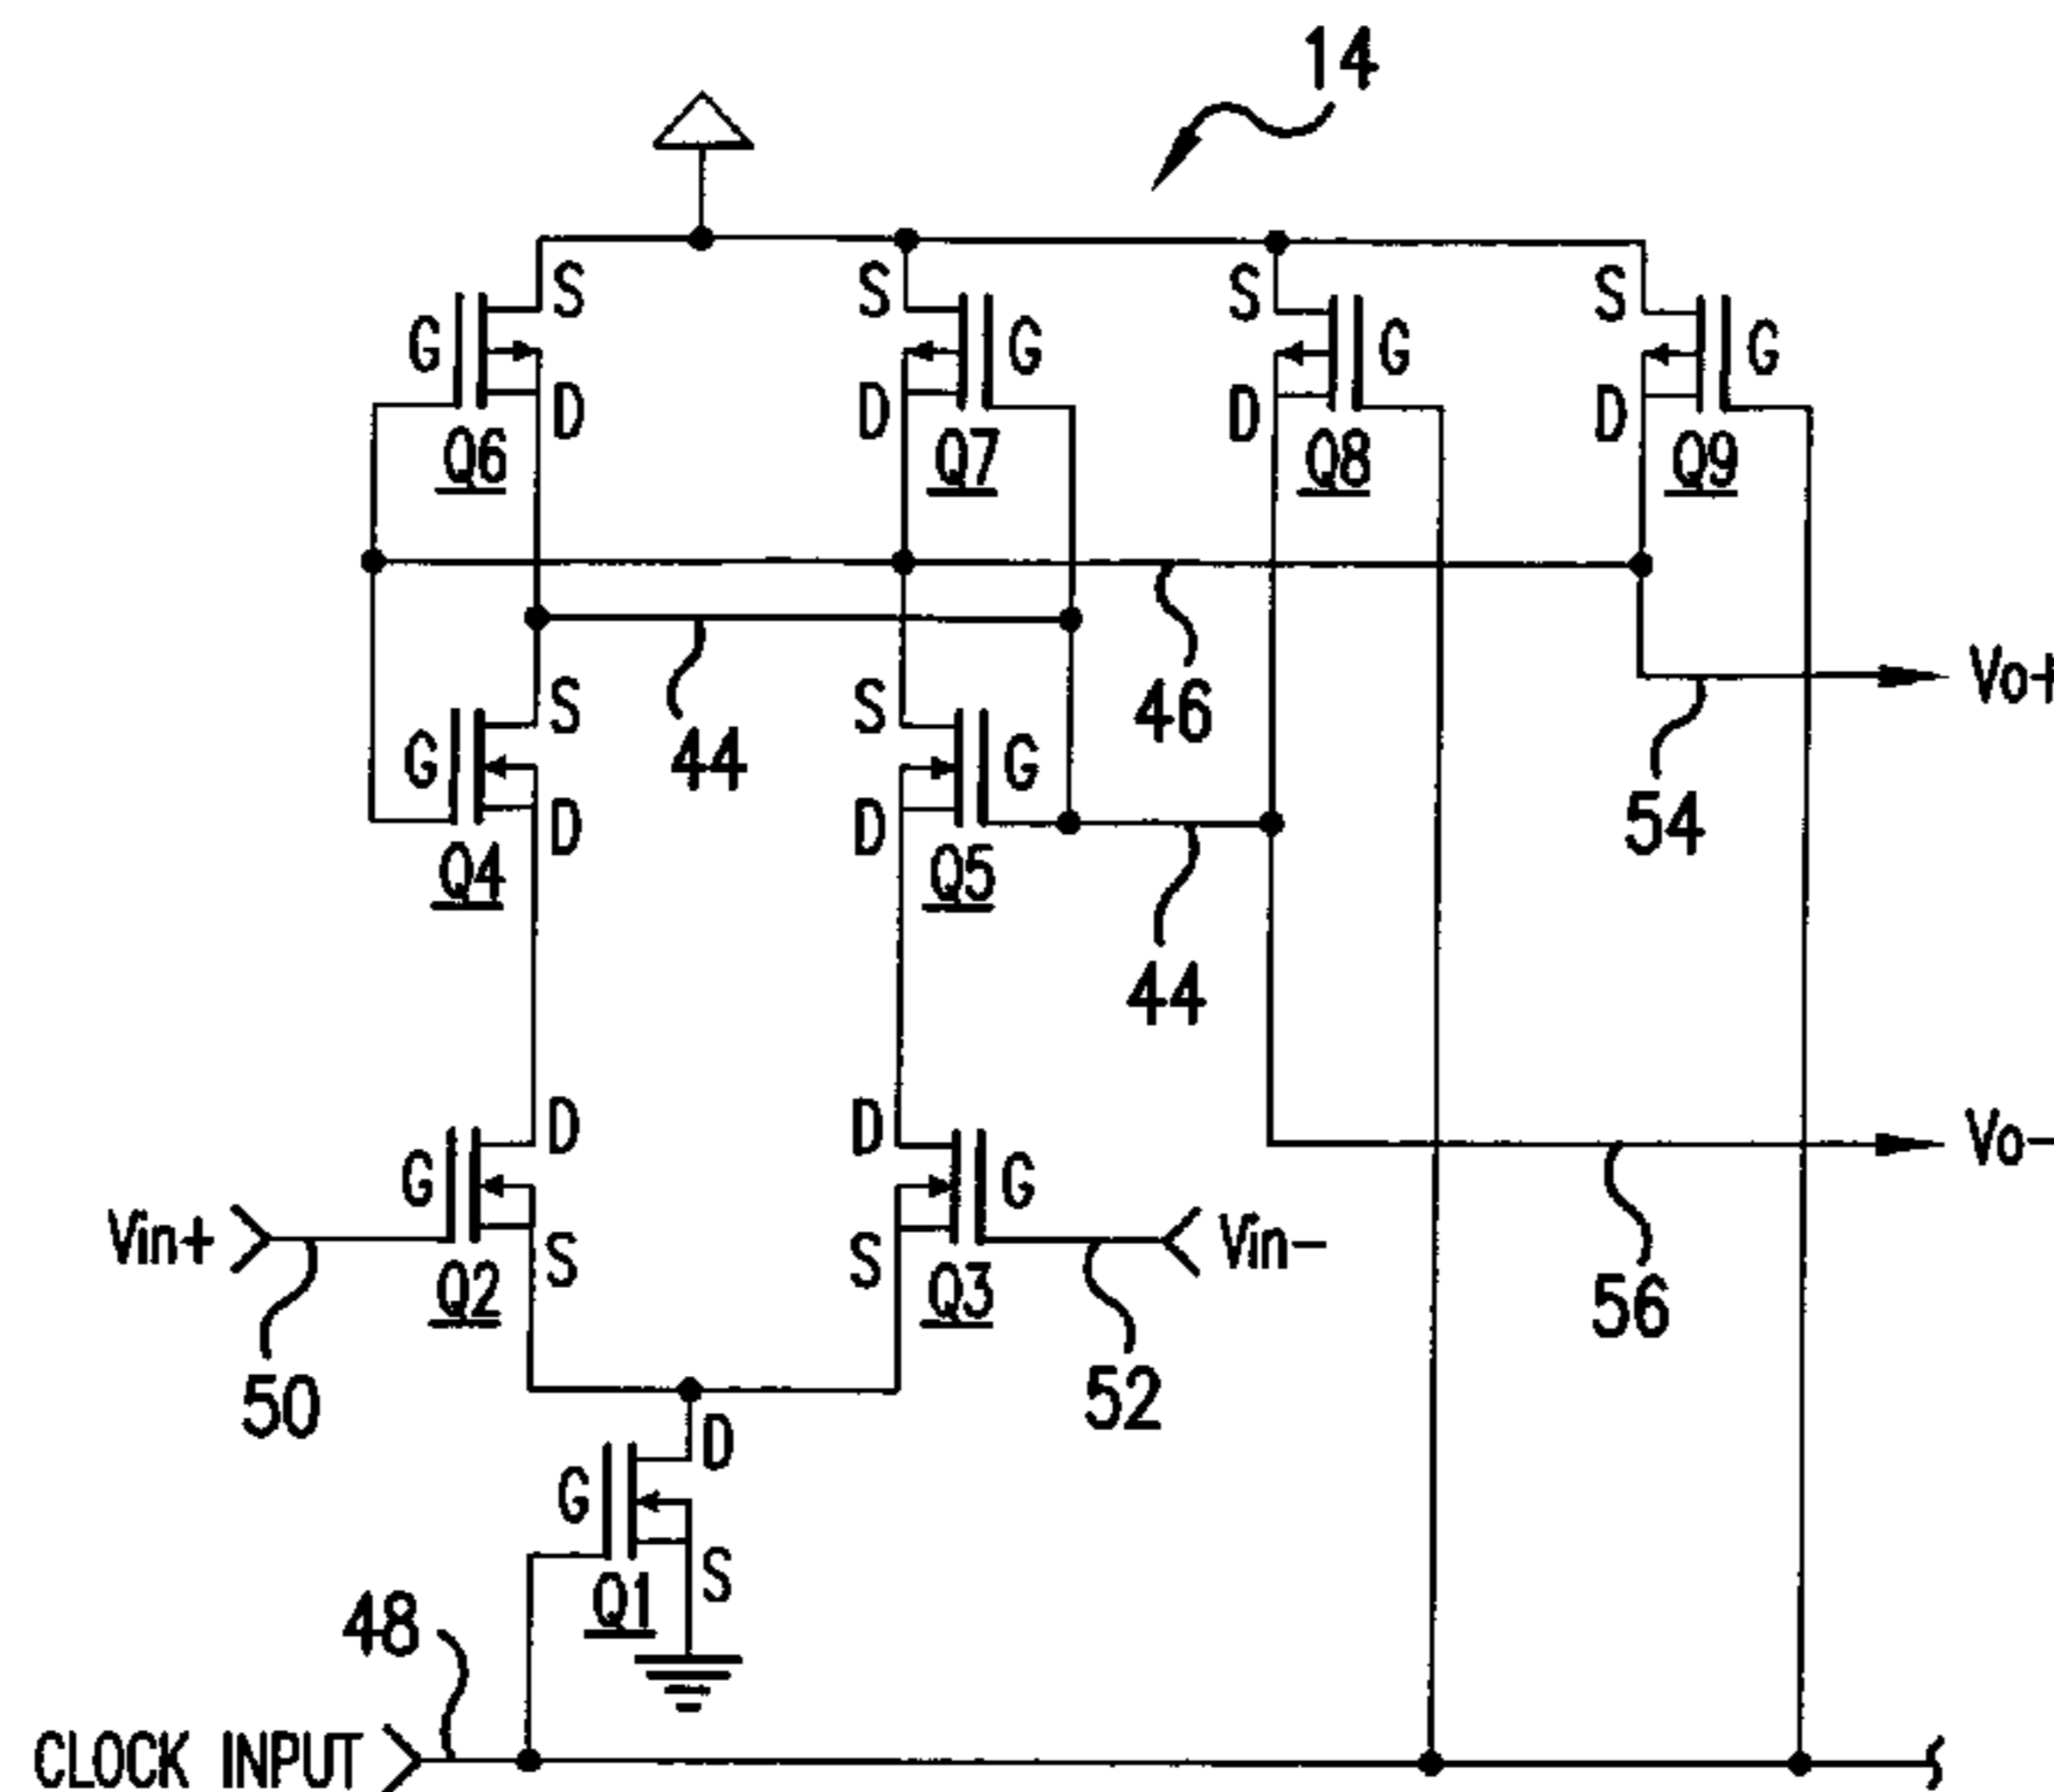 14
S S S S
G G G G
D D D D
Q6 Q7 Q8 Q9
S S 46 Vo+
G 44 G
D D 54
Q4 Q5
44
D D Vo-
G G
Vin+ Vin-
S S
Q2 Q3 56
50 52
D
G
S
48 Q1
CLOCK INPUT